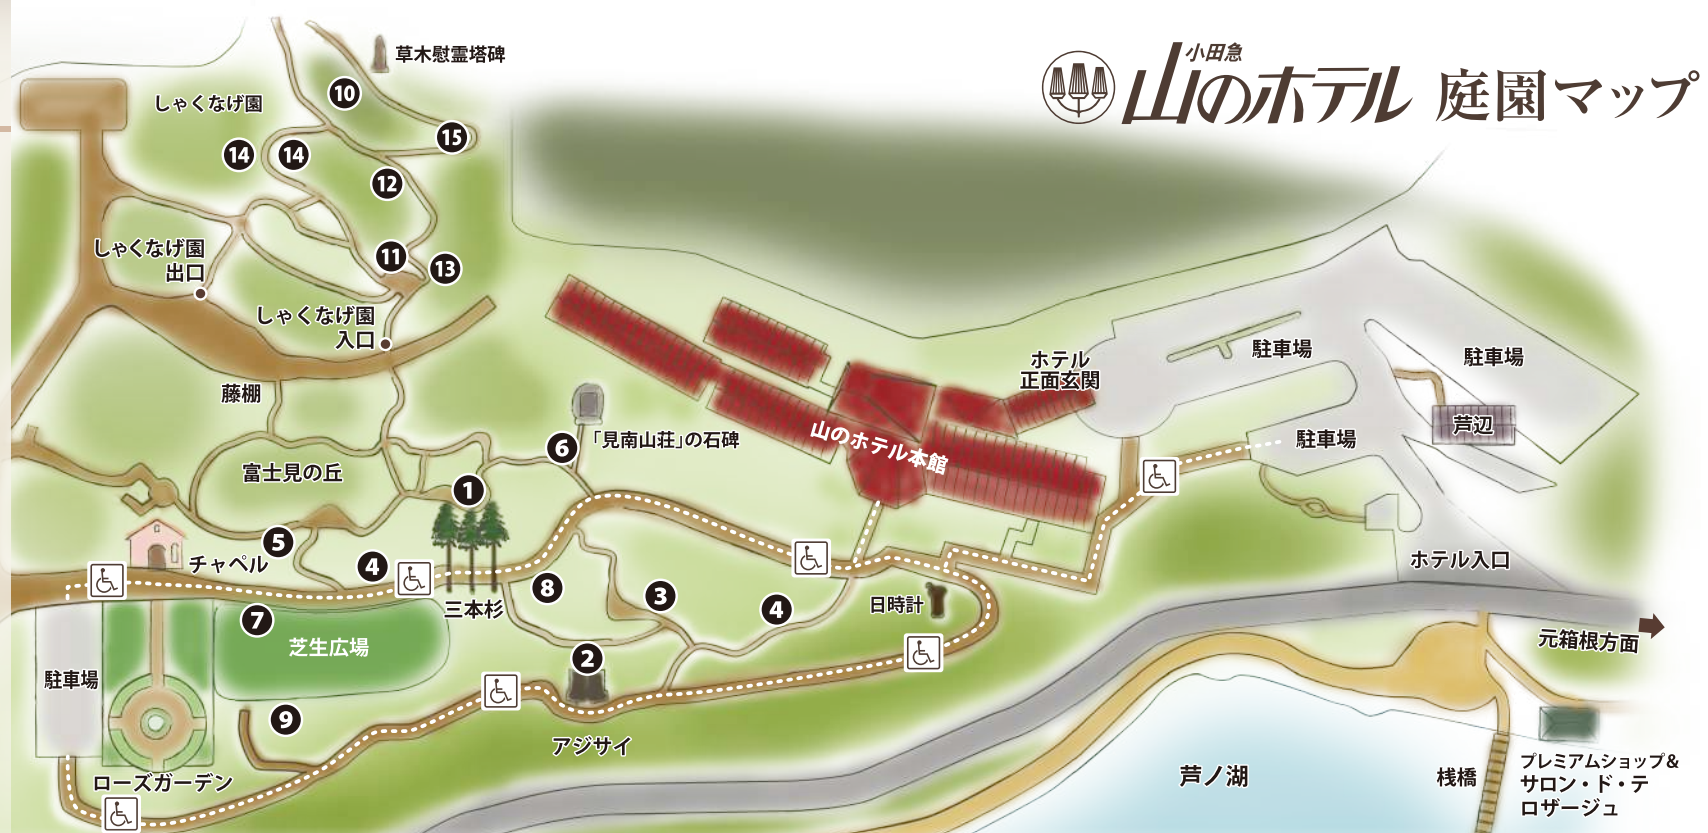 小田急
山のホテル 庭園マップ
草木慰霊塔碑
しゃくなげ園
10
15
14
14
12
11
13
しゃくなげ園
出口
しゃくなげ園
入口
藤棚
富士見の丘
6
「見南山荘」の石碑
1
5
チャペル
4
三本杉
7
芝生広場
8
3
4
日時計
2
アジサイ
9
駐車場
ローズガーデン
山のホテル本館
ホテル
正面玄関
駐車場
駐車場
駐車場
芦辺
ホテル入口
元箱根方面
芦ノ湖
桟橋
プレミアムショップ&
サロン・ド・テ
ロザージュ